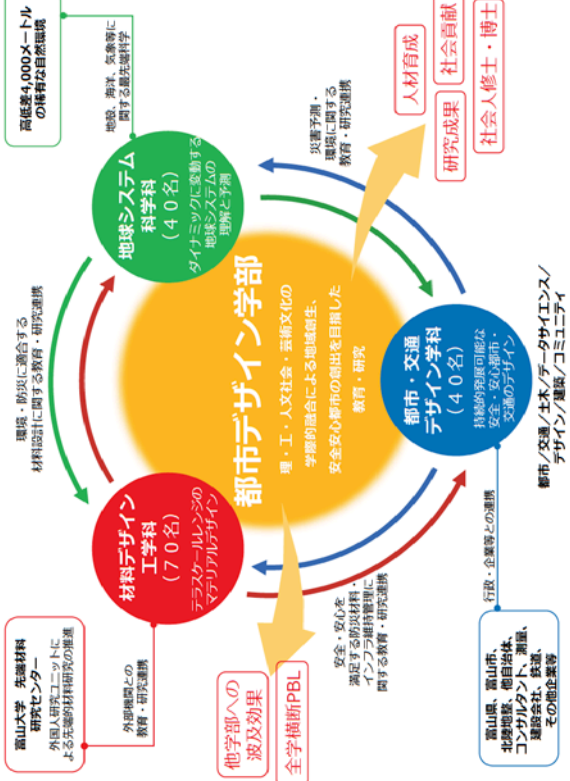 富山大学 先端材料
研究センター
外国人研究ユニットに
よる先端的材料研究の推進
外部機関との
教育・研究連携
材料デザイン
工学科
（７０名）
テラスケールレンジの
マテリアルデザイン
環境・防災に適合する
材料設計に関する教育・研究連携
高低差4,000メートル
の稀有な自然環境
地殻、海洋、気象等に
関する最先端科学
地球システム
科学科
（４０名）
ダイナミックに変動する
地球システムの
理解と予測
都市デザイン学部
理・工・人文社会・芸術文化の
学際的融合による地域創生、
安全安心都市の創出を目指した
教育・研究
他学部への
波及効果
全学横断PBL
安全・安心を
満足する防災材料・
インフラ維持管理に
関する教育・研究連携
災害予測・
環境に関する
教育・研究連携
人材育成
研究成果
社会貢献
社会人修士・博士
都市・交通
デザイン学科
（４０名）
持続的発展可能な
安全・安心都市・
交通のデザイン
行政・企業等との連携
富山県、富山市、
北陸地整、他自治体、
コンサルタント、測量、
建設会社、鉄道、
その他企業等
都市／交通／土木／データサイエンス／
デザイン／建築／コミュニティ